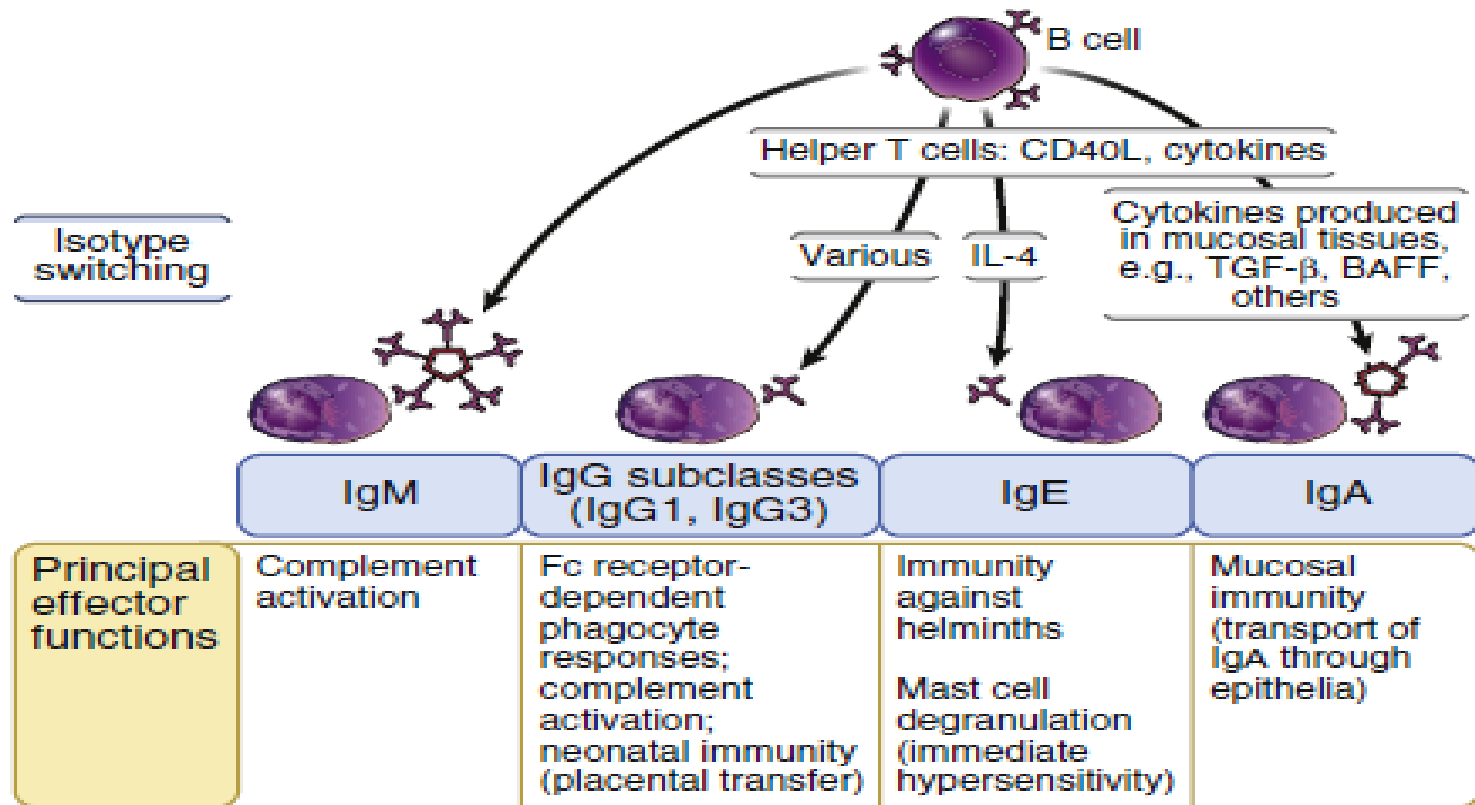 B cell
Helper T cells: CD40L, cytokines
Isotype
switching
Various
IL-4
Cytokines produced
in mucosal tissues,
e.g., TGF-β, BAFF,
others
IgM
IgG subclasses
(IgG1, IgG3)
IgE
IgA
Principal
effector
functions
Complement
activation
Fc receptor-
dependent
phagocyte
responses;
complement
activation;
neonatal immunity
(placental transfer)
Immunity
against
helminths
Mast cell
degranulation
(immediate
hypersensitivity)
Mucosal
immunity
(transport of
IgA through
epithelia)